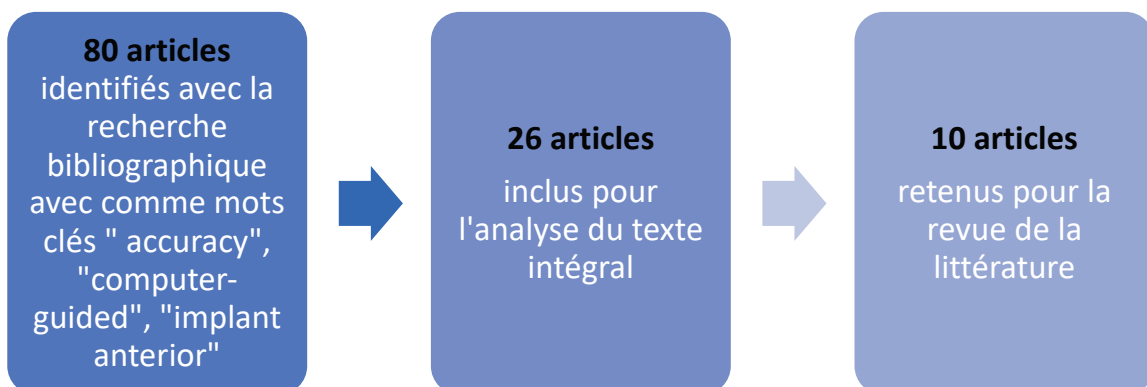 80 articles
identifiés avec la
recherche
bibliographique
avec comme mots
clés " accuracy",
"computer-
guided", "implant
anterior"
26 articles
inclus pour
l'analyse du texte
intégral
10 articles
retenus pour la
revue de la
littérature